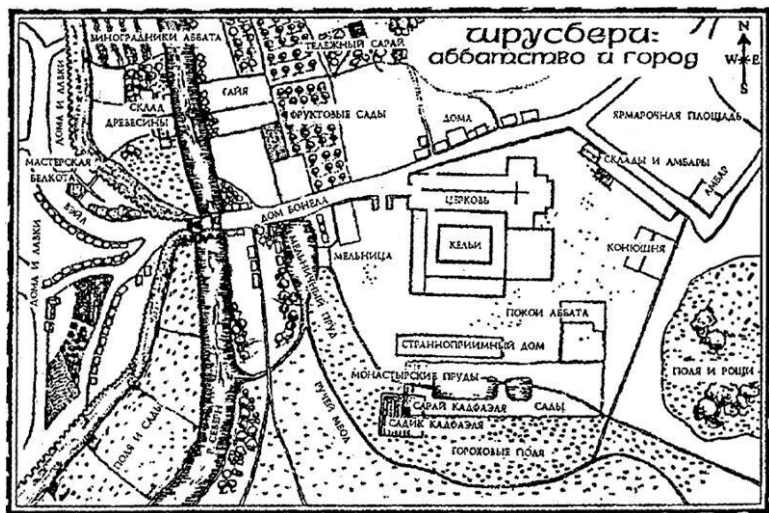 шрусбери:
аббатство и город
N
W E
S
ВИНОГРАДНИКИ АББАТА
ТЕЛЕЖНЫЙ САРАЙ
ДОМА И ЛАВКИ
СКЛАД
ДРЕВЕСИНЫ
ГАЙЯ
ФРУКТОВЫЕ САДЫ
ДОМА
ЯРМАРОЧНАЯ ПЛОЩАДЬ
МАСТЕРСКАЯ
БЕЛКОТА
СКЛАДЫ И АМБАРЫ
АМБАР
ВЭЙЛ
ДОМ БОНЕЛА
ЦЕРКОВЬ
КЕЛЬИ
МЕЛЬНИЦА
КОНЮШНЯ
ДОМА И ЛАВКИ
МЕЛЬНИЧНЫЙ ПРУД
ПОКОИ АББАТА
СТРАННОПРИИМНЫЙ ДОМ
МОНАСТЫРСКИЕ ПРУДЫ
ПОЛЯ И РОЩИ
САРАЙ КАДФАЭЛЯ
САДЫ
САДИК КАДФАЭЛЯ
ПОЛЯ И САДЫ
Р. СЕВЕРН
РУЧЕЙ МЕОЛ
ГОРОХОВЫЕ ПОЛЯ